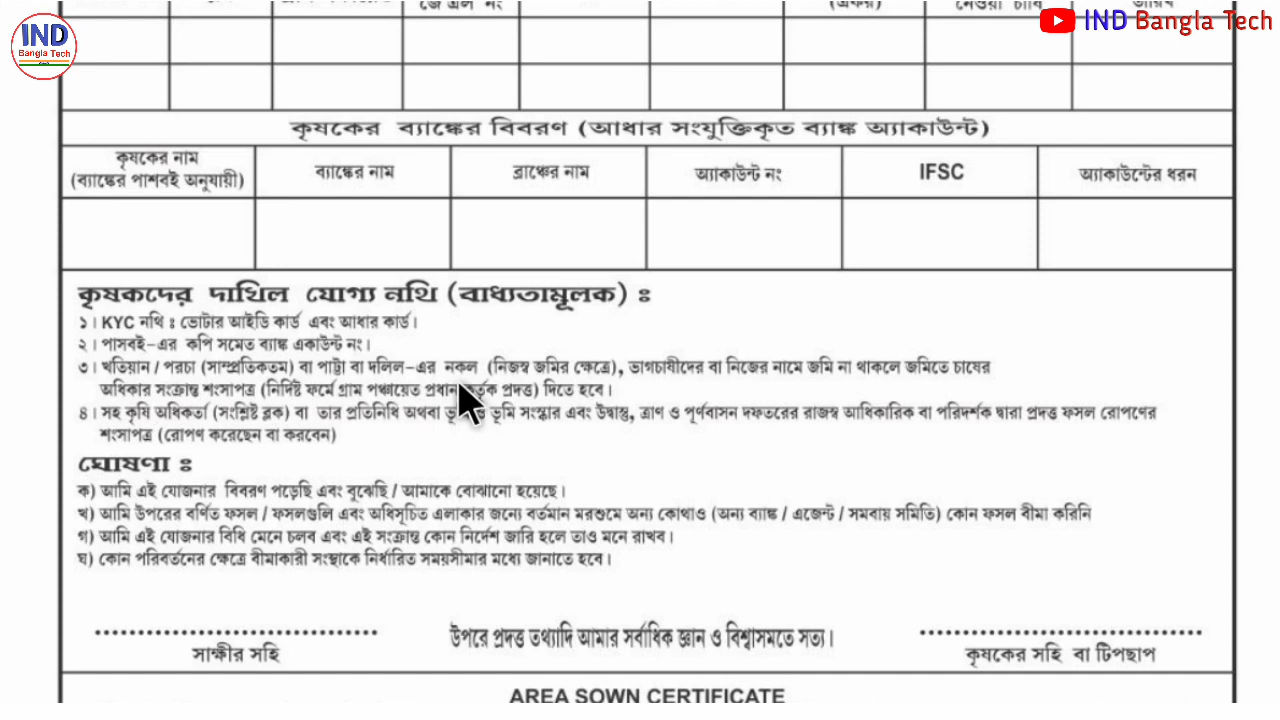 IND
Bangla Tech
IND Bangla Tech
জে এল নং
কৃষকের ব্যাঙ্কের বিবরণ (আধার সংযুক্তিকৃত ব্যাঙ্ক অ্যাকাউন্ট)
কৃষকের নাম
(ব্যাঙ্কের পাশবই অনুযায়ী)
ব্যাঙ্কের নাম
ব্রাঞ্চের নাম
অ্যাকাউন্ট নং
IFSC
অ্যাকাউন্টের ধরন
কৃষকদের দাখিল যোগ্য নথি (বাধ্যতামূলক) ঃ
১। KYC নথি ঃ ভোটার আইডি কার্ড এবং আধার কার্ড।
২। পাসবই-এর কপি সমেত ব্যাঙ্ক একাউন্ট নং।
৩। খতিয়ান / পরচা (সাম্প্রতিকতম) বা পাট্টা বা দলিল-এর নকল (নিজস্ব জমির ক্ষেত্রে), ভাগচাষীদের বা নিজের নামে জমি না থাকলে জমিতে চাষের
অধিকার সংক্রান্ত শংসাপত্র (নির্দিষ্ট ফর্মে গ্রাম পঞ্চায়েত প্রধান প্রদত্ত) দিতে হবে।
৪। সহ কৃষি অধিকর্তা (সংশ্লিষ্ট ব্লক) বা তার প্রতিনিধি অথবা ভূমি সংস্কার এবং উদ্বাস্তু, ত্রাণ ও পূর্ণবাসন দফতরের রাজস্ব আধিকারিক বা পরিদর্শক দ্বারা প্রদত্ত ফসল রোপণের
শংসাপত্র (রোপণ করেছেন বা করবেন)
ঘোষণা ঃ
ক) আমি এই যোজনার বিবরণ পড়েছি এবং বুঝেছি / আমাকে বোঝানো হয়েছে।
খ) আমি উপরের বর্ণিত ফসল / ফসলগুলি এবং অধিসূচিত এলাকার জন্যে বর্তমান মরশুমে অন্য কোথাও (অন্য ব্যাঙ্ক / এজেন্ট / সমবায় সমিতি) কোন ফসল বীমা করিনি
গ) আমি এই যোজনার বিধি মেনে চলব এবং এই সংক্রান্ত কোন নির্দেশ জারি হলে তাও মনে রাখব।
ঘ) কোন পরিবর্তনের ক্ষেত্রে বীমাকারী সংস্থাকে নির্ধারিত সময়সীমার মধ্যে জানাতে হবে।
উপরে প্রদত্ত তথ্যাদি আমার সর্বাধিক জ্ঞান ও বিশ্বাসমতে সত্য।
সাক্ষীর সহি
কৃষকের সহি বা টিপছাপ
AREA SOWN CERTIFICATE